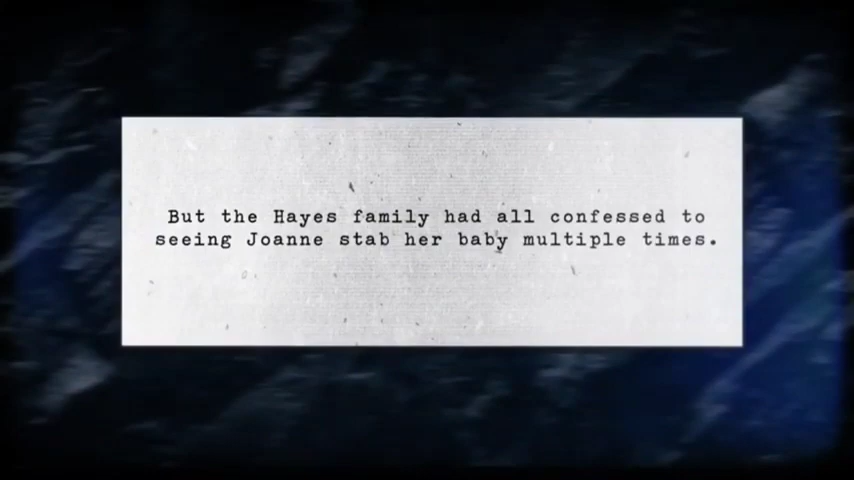 But the Hayes family had all confessed to
seeing Joanne stab her baby multiple times.